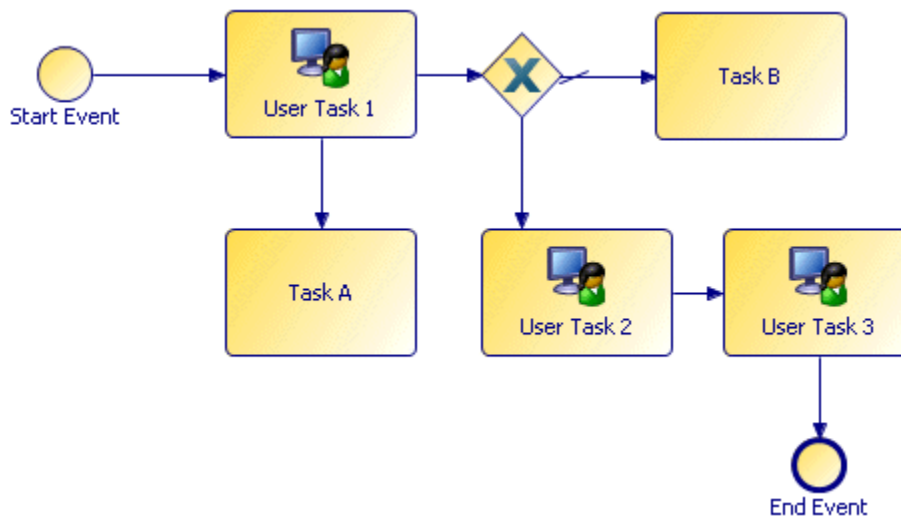 Start Event
User Task 1
Task B
Task A
User Task 2
User Task 3
End Event